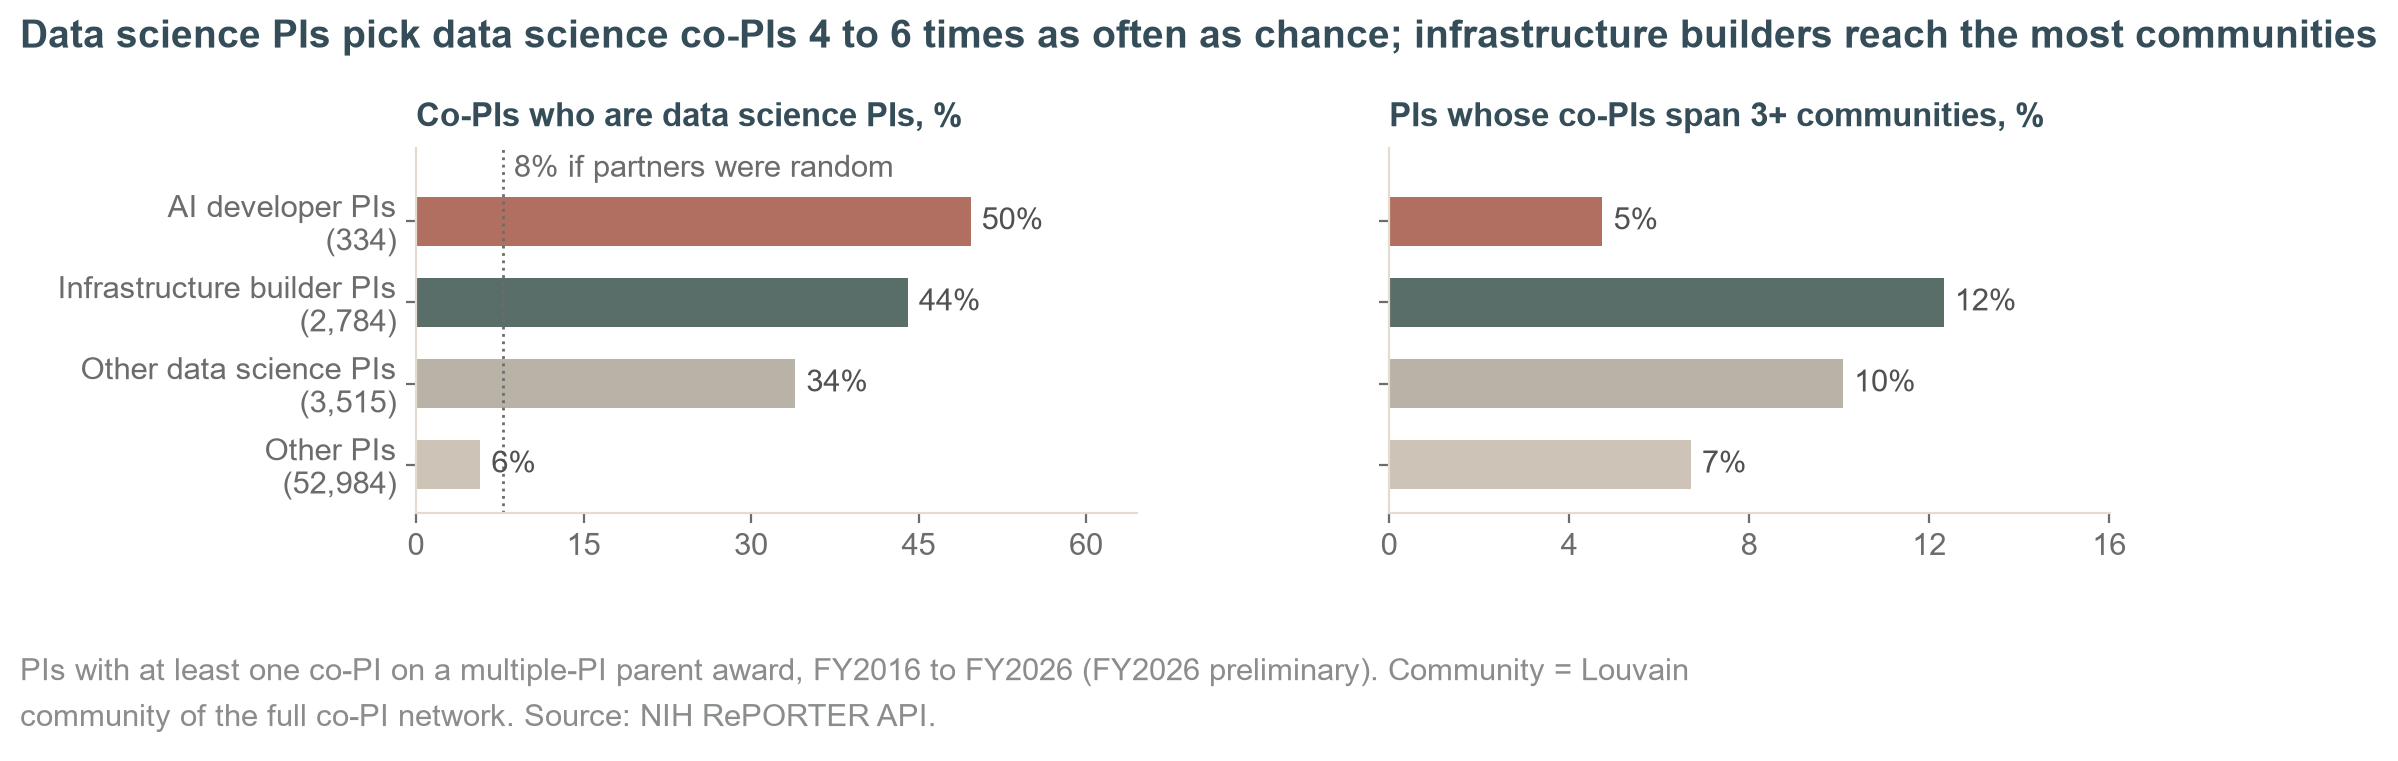 Data science PIs pick data science co-PIs 4 to 6 times as often as chance; infrastructure builders reach the most communities
Co-PIs who are data science PIs, %
8% if partners were random
AI developer PIs
(334)
50%
Infrastructure builder PIs
(2,784)
44%
Other data science PIs
(3,515)
34%
Other PIs
(52,984)
6%
0 15 30 45 60
PIs whose co-PIs span 3+ communities, %
5%
12%
10%
7%
0 4 8 12 16
PIs with at least one co-PI on a multiple-PI parent award, FY2016 to FY2026 (FY2026 preliminary). Community = Louvain
community of the full co-PI network. Source: NIH RePORTER API.